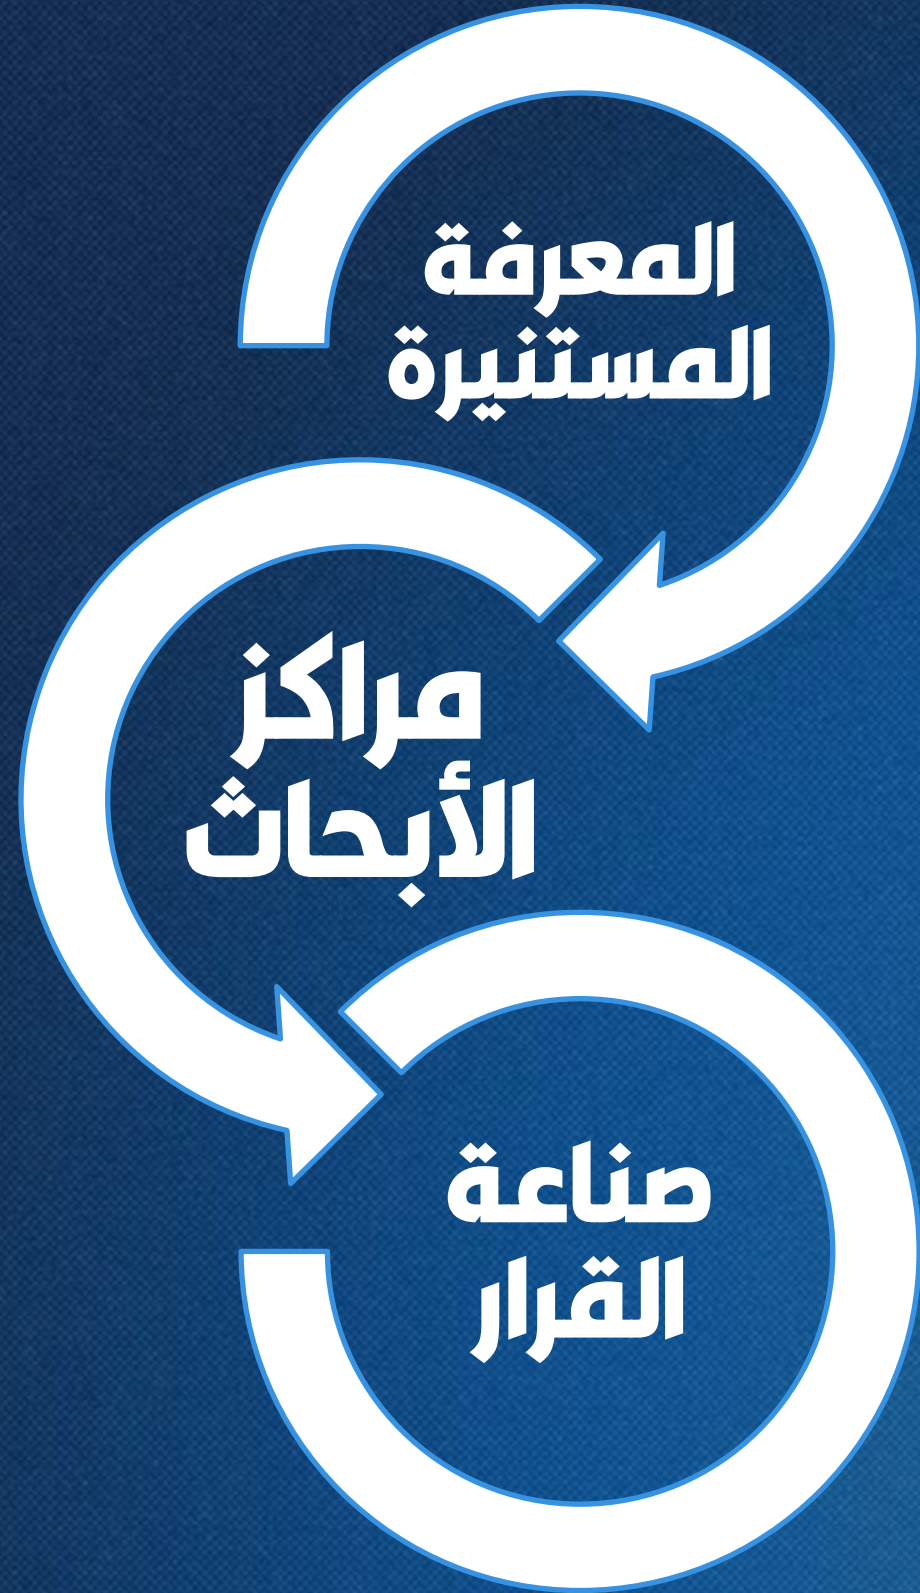 المعرفة
المستنيرة
مراكز
الأبحاث
صناعة
القرار